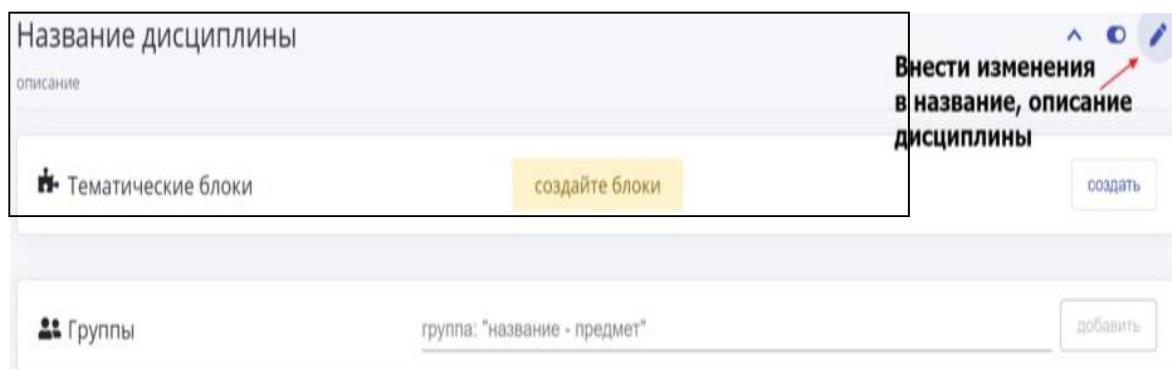 Название дисциплины
описание
Внести изменения
в название, описание
дисциплины
Тематические блоки
создайте блоки
создать
Группы
группа: "название - предмет"
добавить